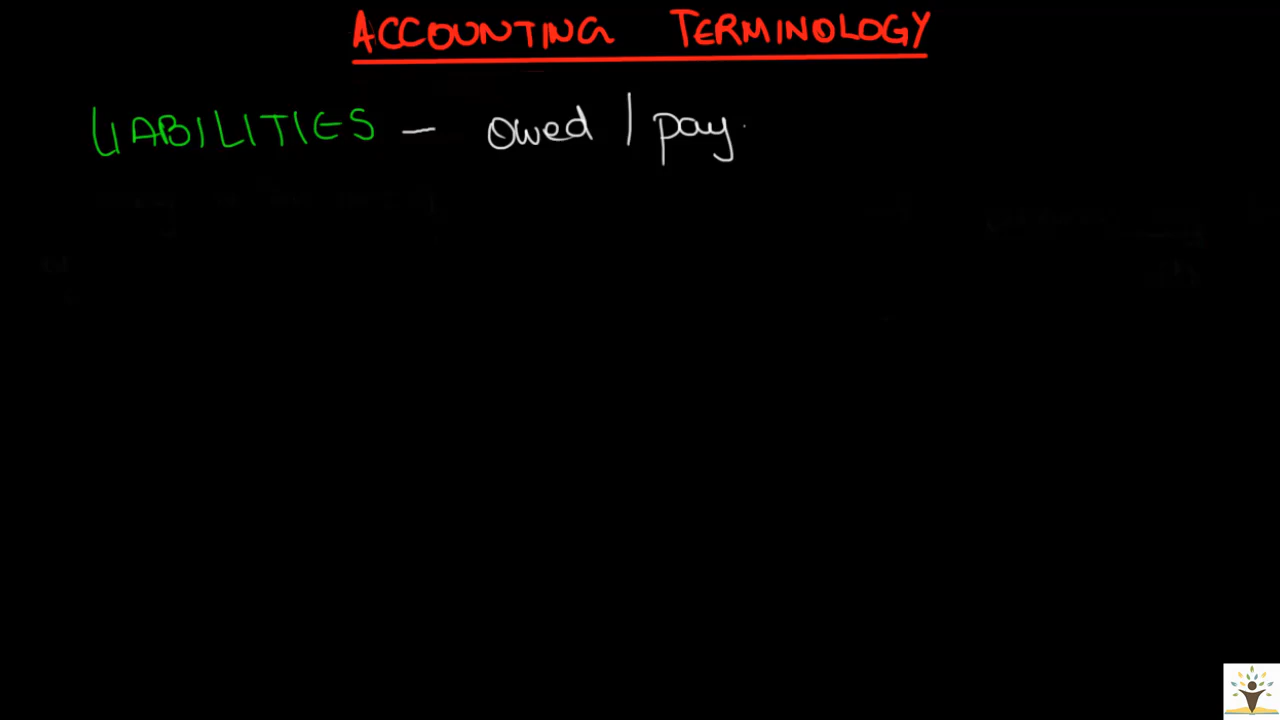 ACCOUNTING TERMINOLOGY
LIABILITIES — owed / pay.